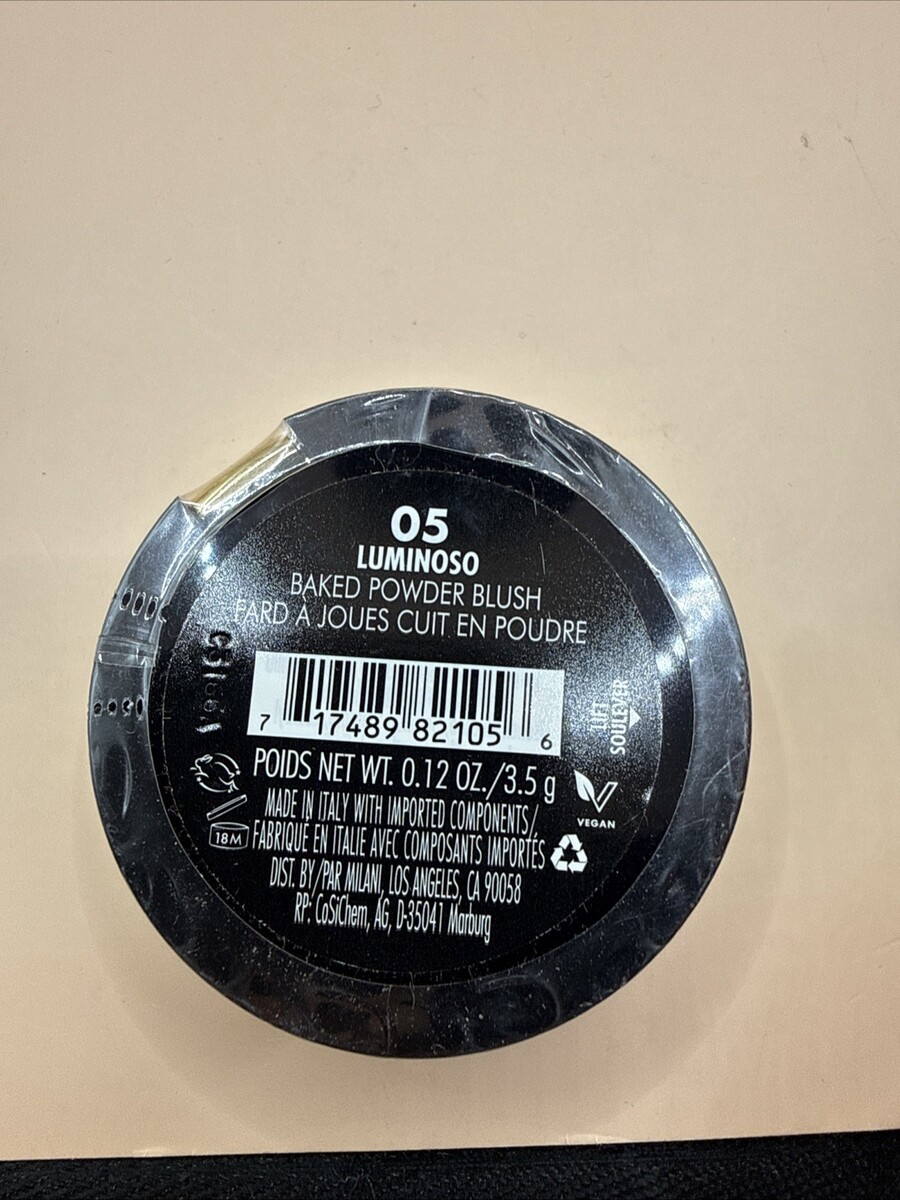 05
LUMINOSO
BAKED POWDER BLUSH
FARD À JOUES CUIT EN POUDRE
7 17489 82105 6
LIFT
SOULEVER
POIDS NET WT. 0.12 OZ./3.5 g
VEGAN
MADE IN ITALY WITH IMPORTED COMPONENTS/
FABRIQUÉ EN ITALIE AVEC COMPOSANTS IMPORTÉS
18M
DIST. BY/PAR MILANI, LOS ANGELES, CA 90058
RP: CoSiChem, AG, D-35041 Marburg